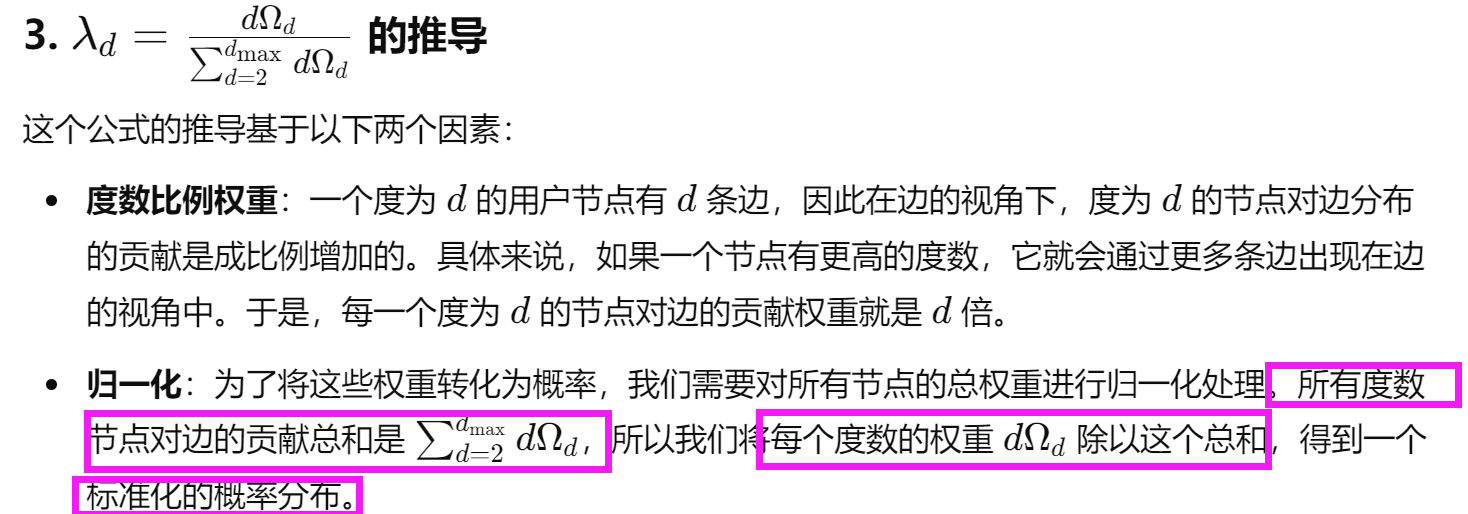 3. $\lambda_d = \frac{d\Omega_d}{\sum_{d=2}^{d_{\max}} d\Omega_d}$ 的推导
这个公式的推导基于以下两个因素：
• 度数比例权重：一个度为 $d$ 的用户节点有 $d$ 条边，因此在边的视角下，度为 $d$ 的节点对边分布
的贡献是成比例增加的。具体来说，如果一个节点有更高的度数，它就会通过更多条边出现在边
的视角中。于是，每一个度为 $d$ 的节点对边的贡献权重就是 $d$ 倍。
• 归一化：为了将这些权重转化为概率，我们需要对所有节点的总权重进行归一化处理。所有度数
节点对边的贡献总和是 $\sum_{d=2}^{d_{\max}} d\Omega_d$，所以我们将每个度数的权重 $d\Omega_d$ 除以这个总和，得到一个
标准化的概率分布。